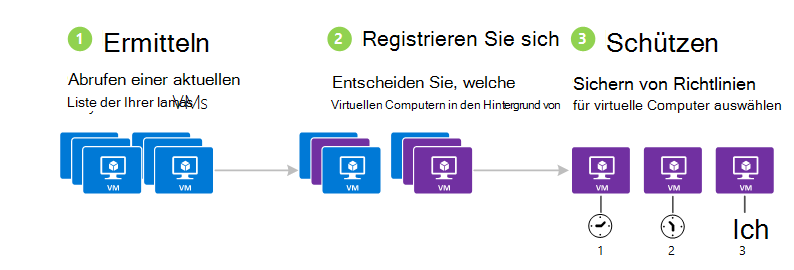 1 Ermitteln
Abrufen einer aktuellen
Liste der Ihrer VMs
2 Registrieren Sie sich
Entscheiden Sie, welche
Virtuellen Computern in den Hintergrund von
3 Schützen
Sichern von Richtlinien
für virtuelle Computer auswählen
VM
VM
VM
VM
VM
VM
VM
Ich
1
2
3